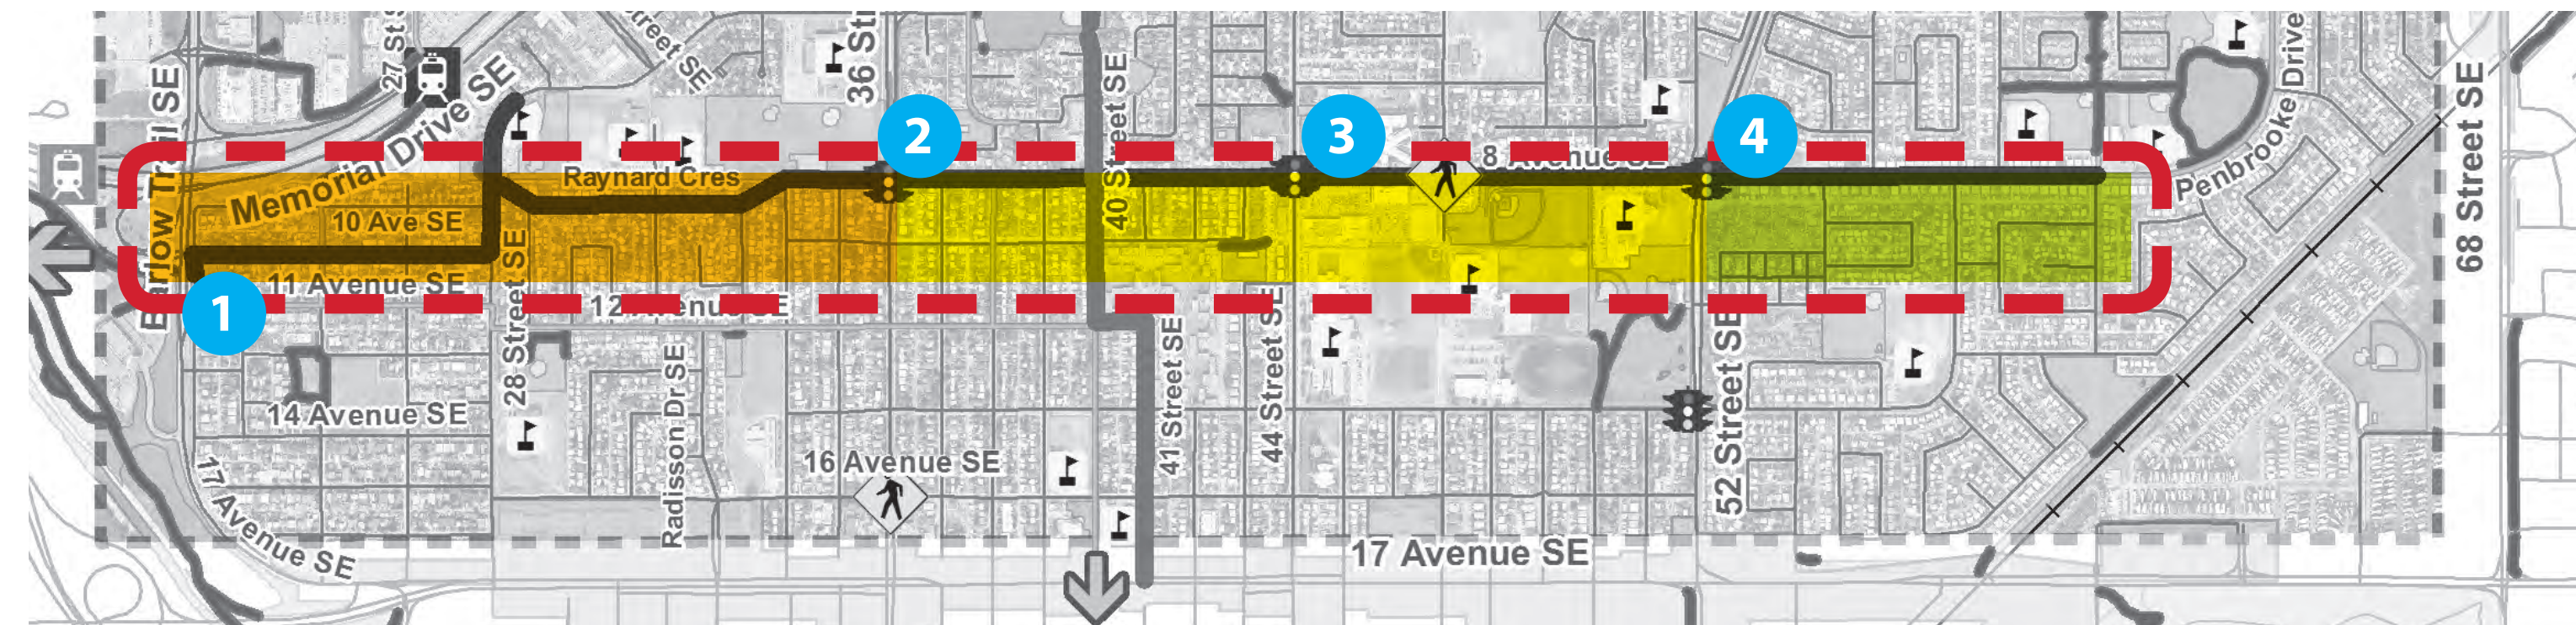 27 St S
treet SE
36 Str
Barlow Trail SE
Memorial Drive SE
40 Street SE
2
3
4
8 Avenue SE
Penbrooke Drive
68 Street SE
Raynard Cres
10 Ave SE
11 Avenue SE
28 Street SE
12 Avenue SE
1
14 Avenue SE
Radisson Dr SE
16 Avenue SE
41 Street SE
44 Street SE
52 Street SE
17 Avenue SE
17 Avenue SE